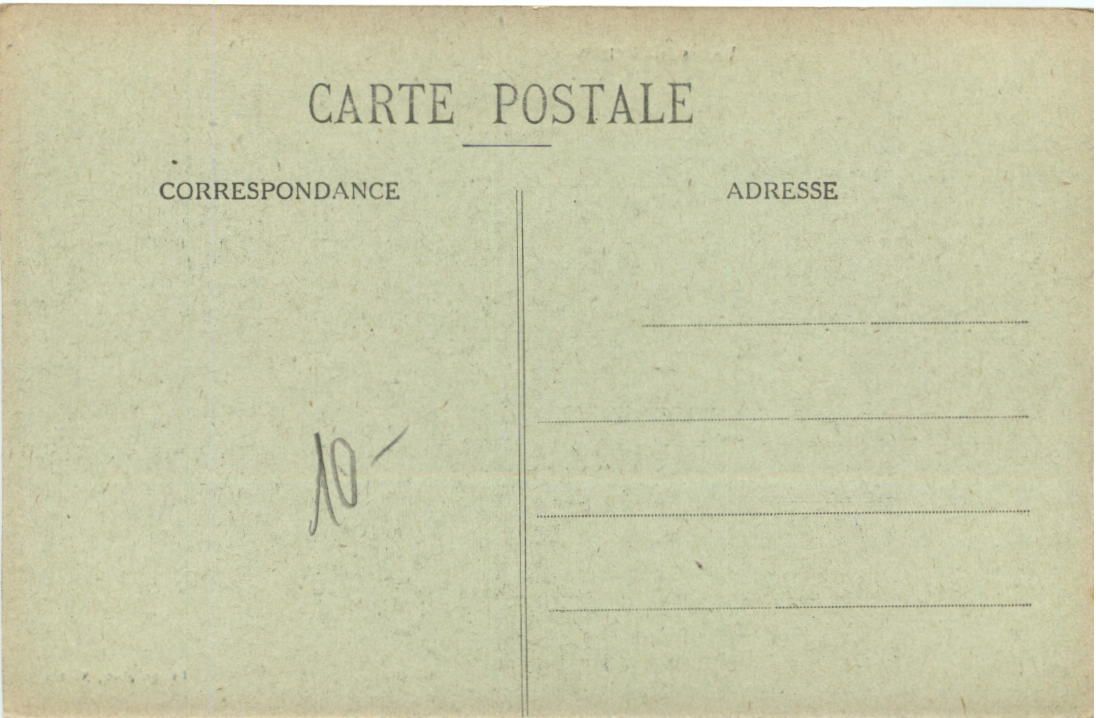 CARTE POSTALE
CORRESPONDANCE
ADRESSE
10-